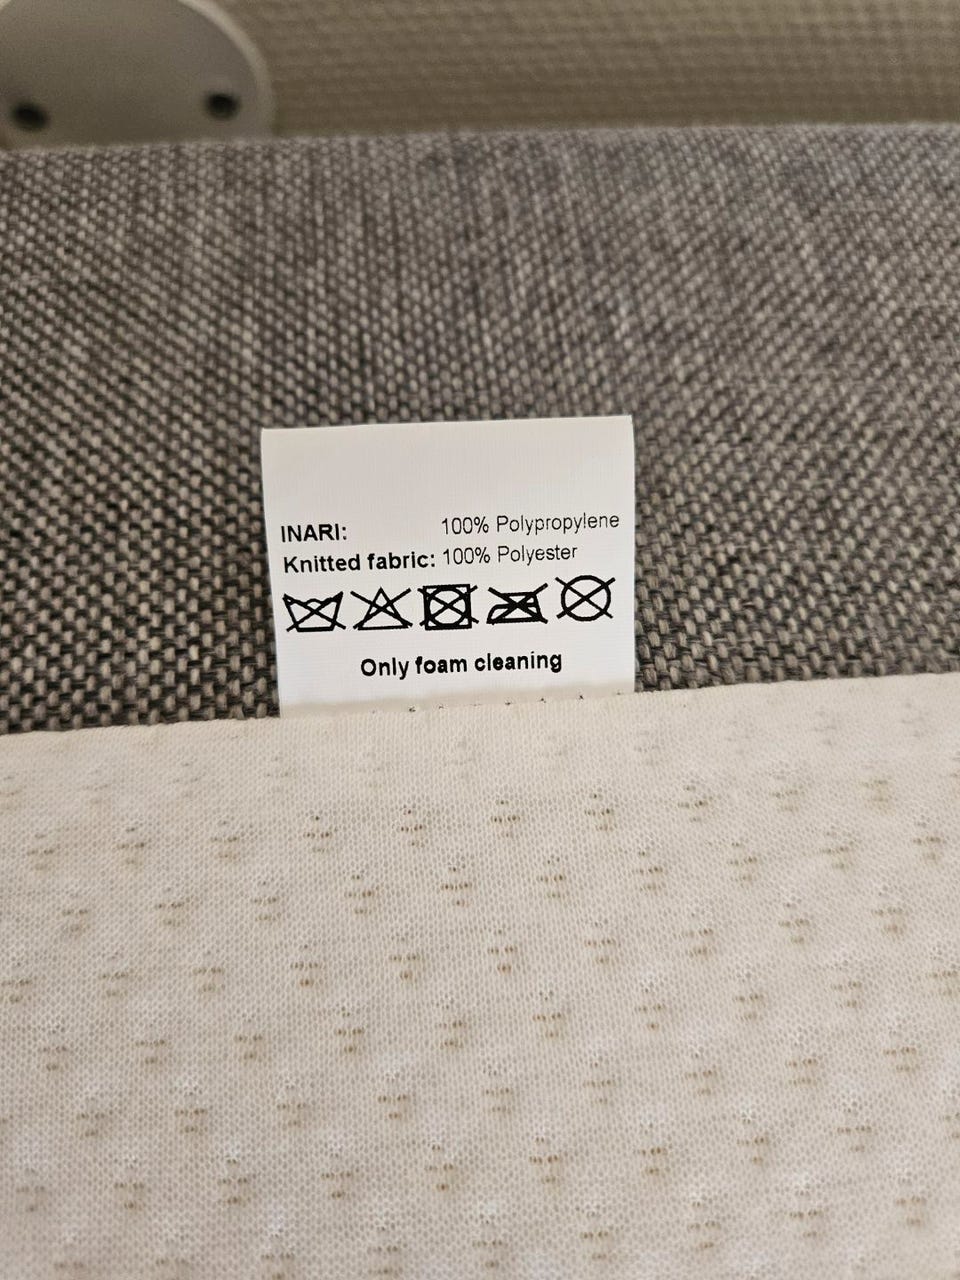 INARI: 100% Polypropylene
Knitted fabric: 100% Polyester
Only foam cleaning